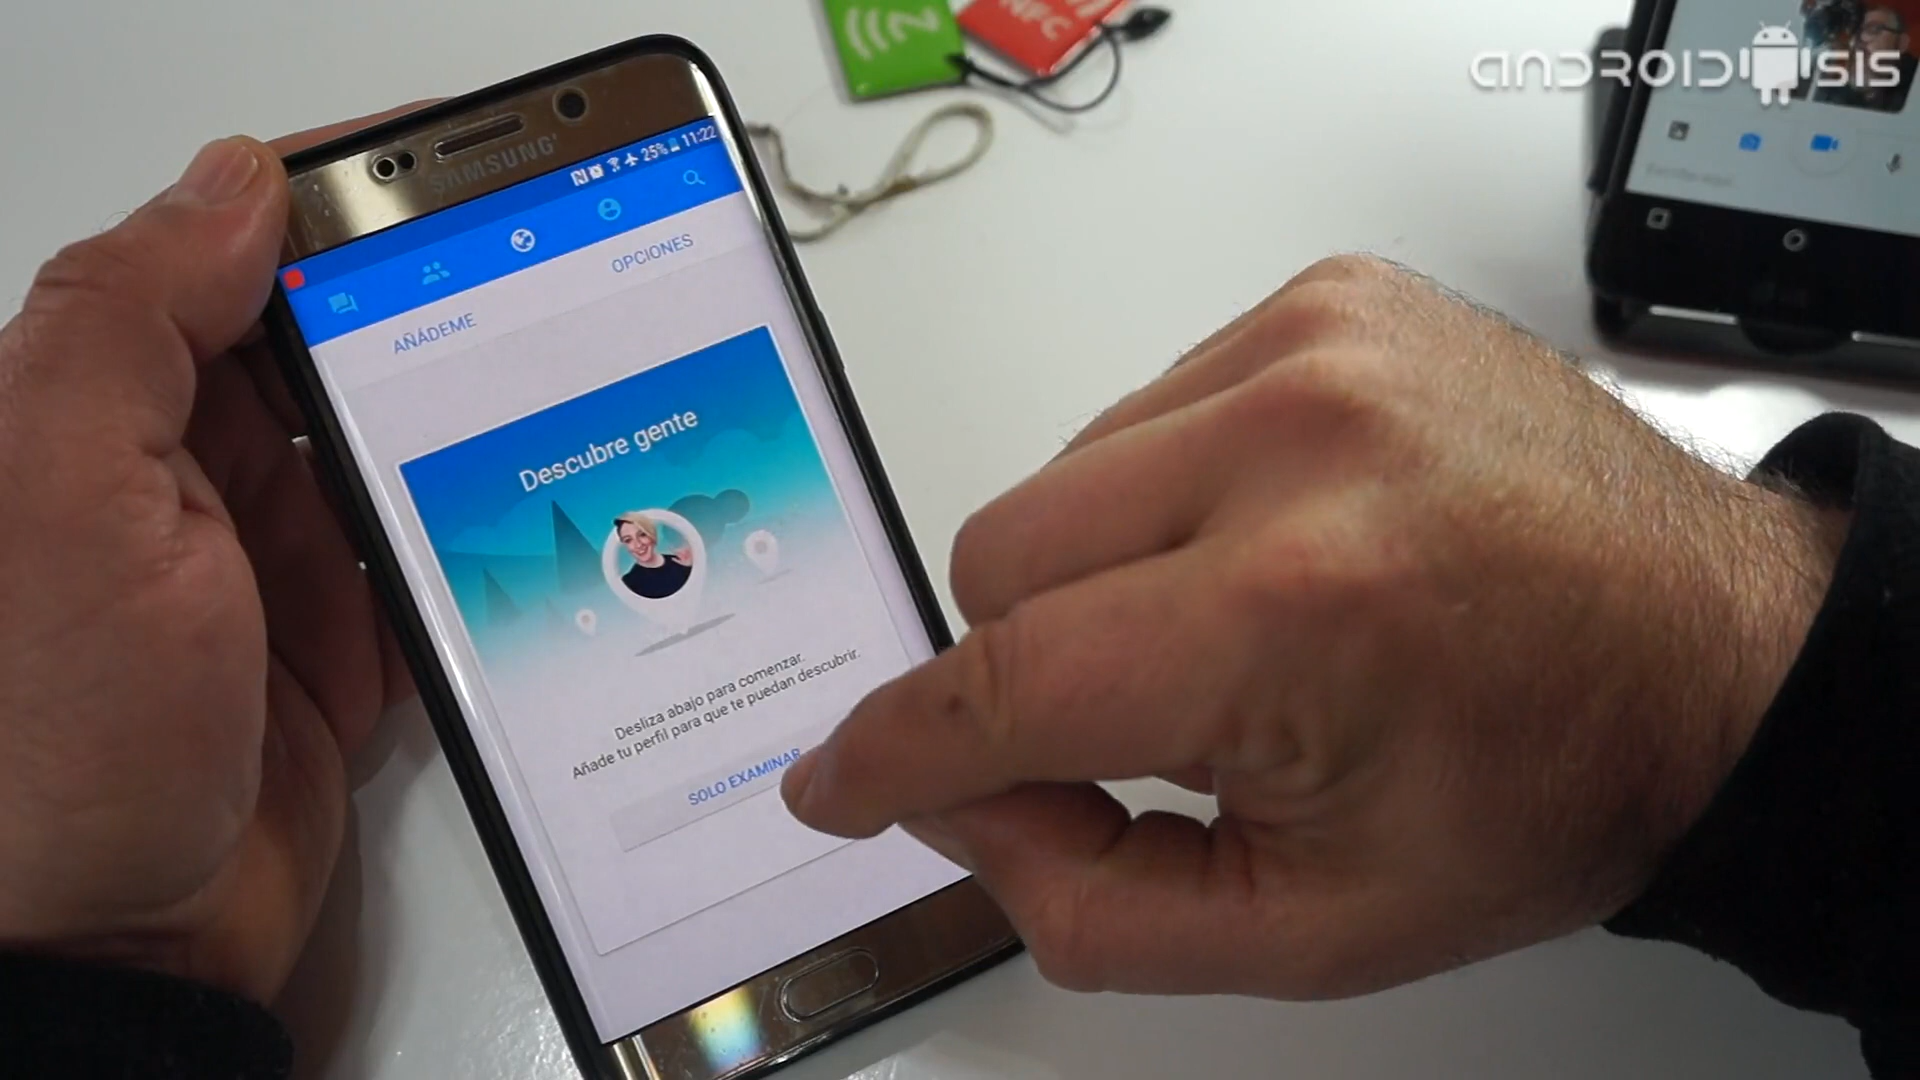 ANDROIDSIS
NFC
SAMSUNG
25% 11:22
AÑÁDEME
OPCIONES
Descubre gente
Desliza abajo para comenzar.
Añade tu perfil para que te puedan descubrir.
SOLO EXAMINAR